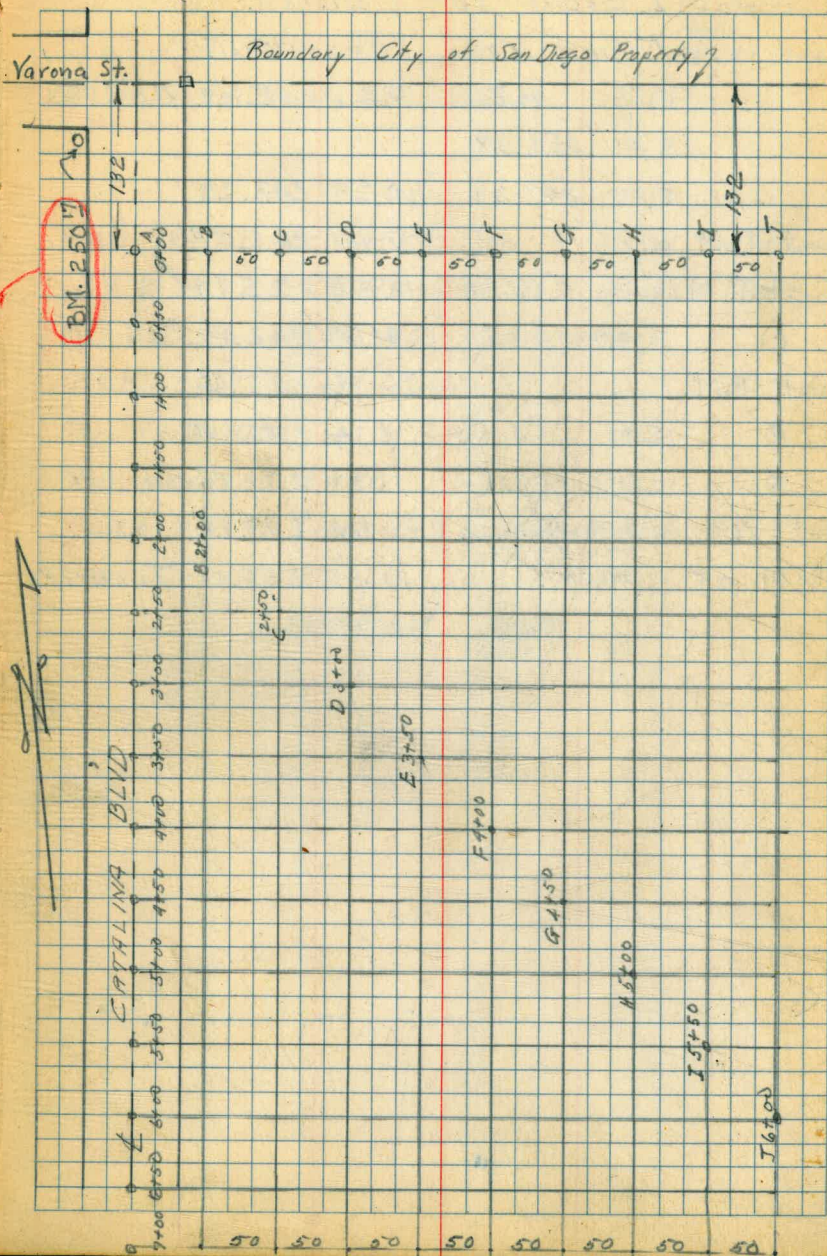 Boundary City of San Diego Property
Varona St.
132
132
BM. 250.17
A
0+00
B
C
D
E
F
G
H
I
J
50 50 50 50 50 50 50 50 50
0+50
1+00
1+50
2+00
2+50
3+00
3+50
4+00
4+50
5+00
5+50
6+00
6+50
7+00
CATALINA BLVD
B 2+00
C 2+50
D 3+00
E 3+50
F 4+00
G 4+50
H 5+00
I 5+50
J 6+00
50 50 50 50 50 50 50 50